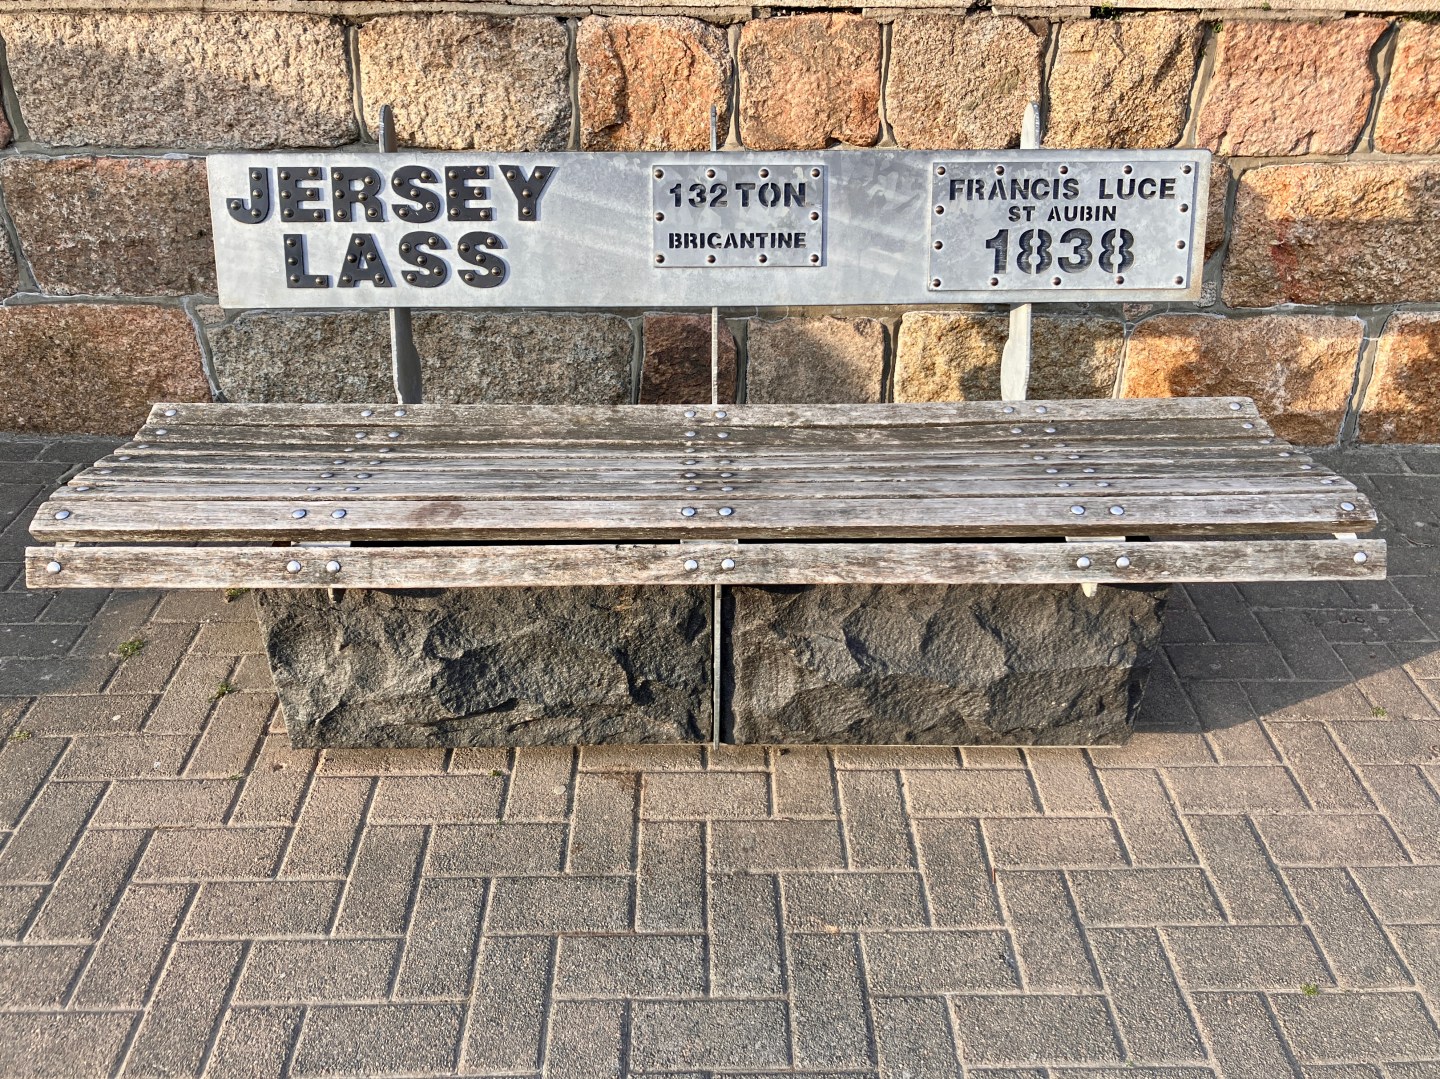 JERSEY
LASS
132 TON
BRIGANTINE
FRANCIS LUCE
ST AUBIN
1838